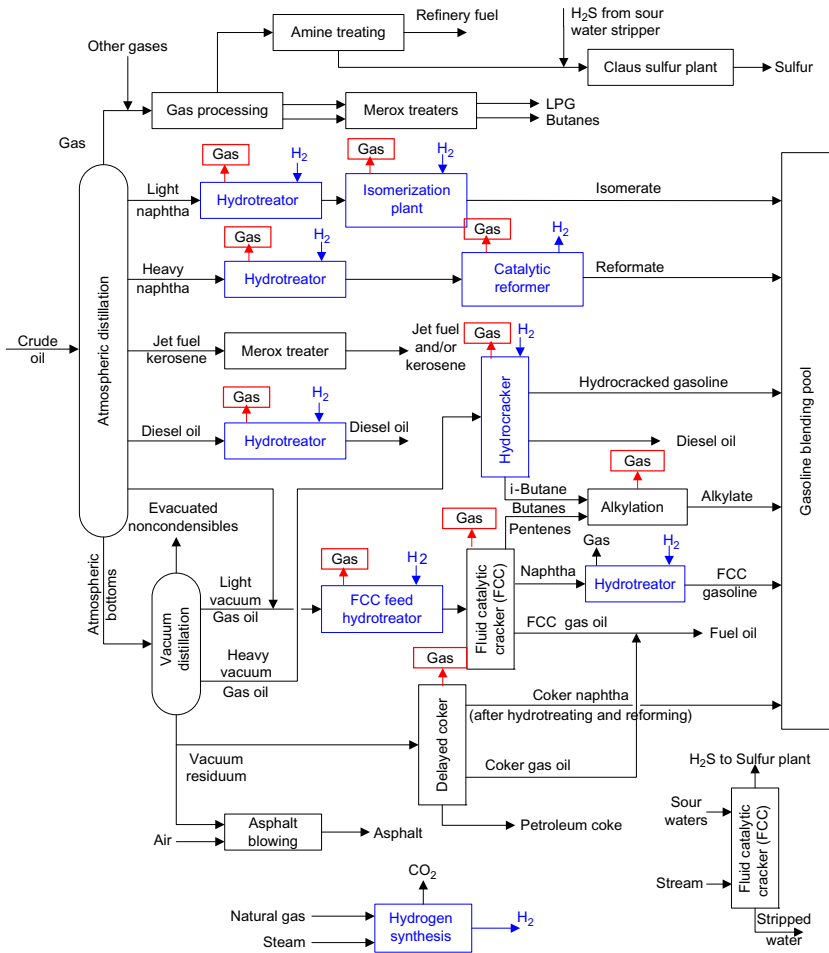 Refinery fuel
H₂S from sour
water stripper
Amine treating
Other gases
Claus sulfur plant
Sulfur
Gas processing
Merox treaters
LPG
Butanes
Gas
Gas
H₂
Gas
H₂
Light
naphtha
Hydrotreator
Isomerization
plant
Isomerate
Gas
H₂
Gas
H₂
Heavy
naphtha
Hydrotreator
Catalytic
reformer
Reformate
Atmospheric distillation
Crude
oil
Jet fuel
kerosene
Merox treater
Jet fuel
and/or
kerosene
Gas
H₂
Hydrocracker
Hydrocracked gasoline
Gasoline blending pool
Gas
H₂
Diesel oil
Hydrotreator
Diesel oil
Diesel oil
i-Butane
Gas
Alkylation
Alkylate
Butanes
Pentenes
Evacuated
noncondensibles
Atmospheric
bottoms
Vacuum
distillation
Light
vacuum
Gas oil
Gas
H2
FCC feed
hydrotreator
Gas
Fluid catalytic
cracker (FCC)
Naphtha
Gas
H₂
Hydrotreator
FCC
gasoline
FCC gas oil
Fuel oil
Heavy
vacuum
Gas oil
Gas
Delayed coker
Coker naphtha
(after hydrotreating and reforming)
Coker gas oil
Vacuum
residuum
Petroleum coke
Air
Asphalt
blowing
Asphalt
H₂S to Sulfur plant
Sour
waters
Fluid catalytic
cracker (FCC)
Stream
Stripped
water
CO₂
Natural gas
Steam
Hydrogen
synthesis
H₂